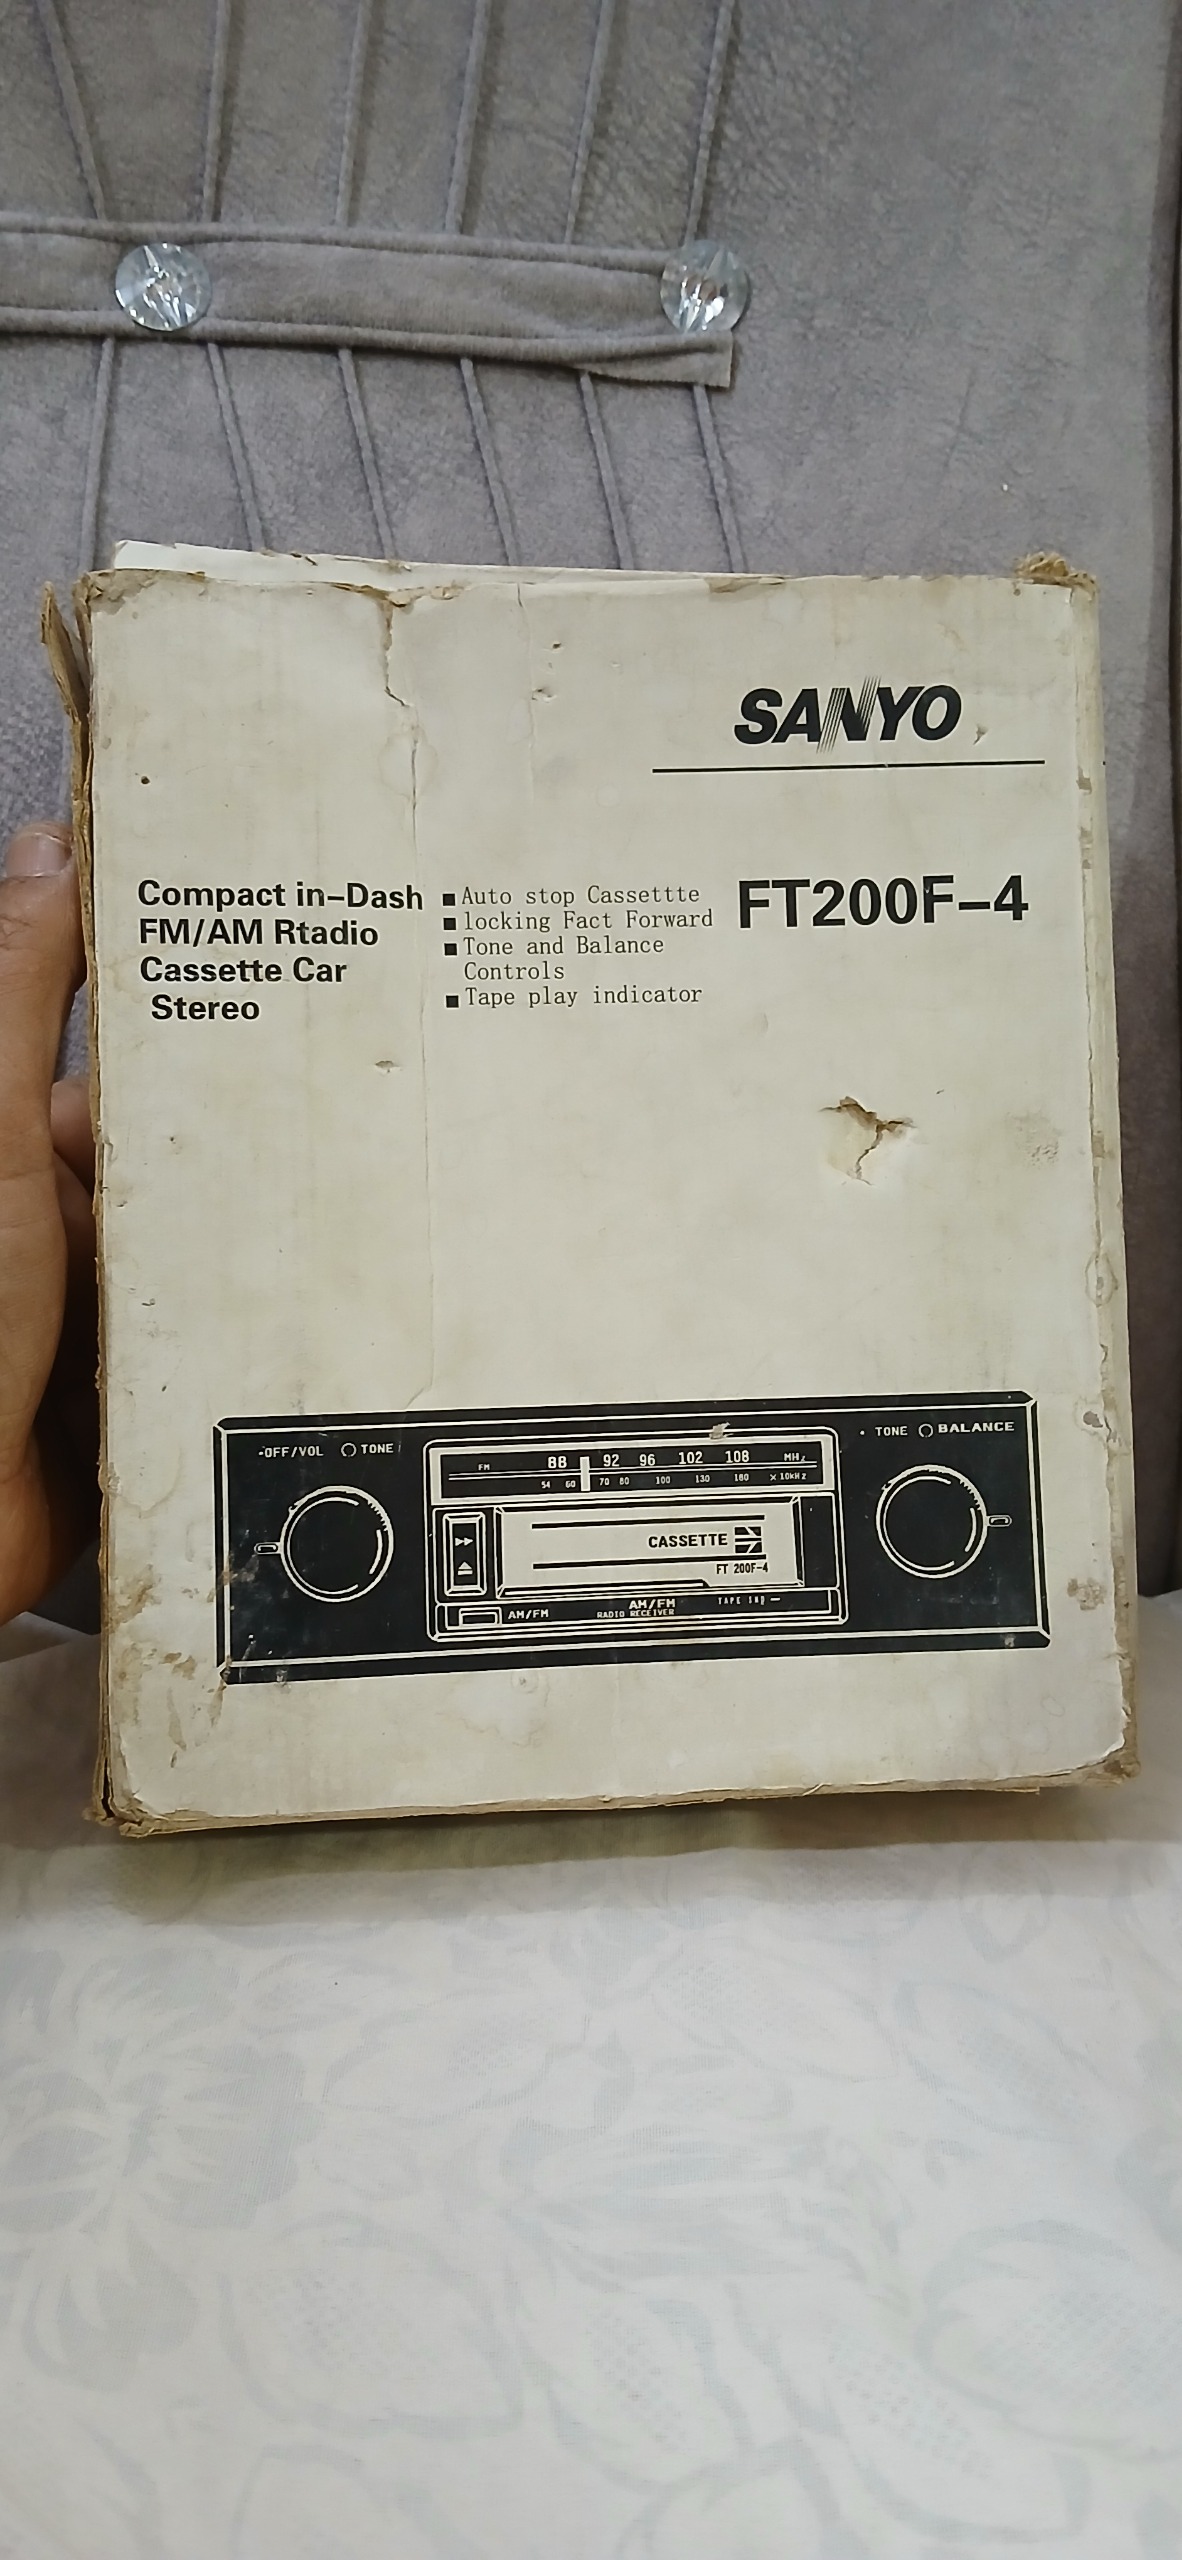 SANYO
Compact in-Dash
FM/AM Rtadio
Cassette Car
Stereo
■ Auto stop Cassettte
■ locking Fact Forward
■ Tone and Balance
Controls
■ Tape play indicator
FT200F-4
OFF/VOL TONE
FM 88 92 96 102 108 MHz
54 60 70 80 100 130 160 x 10kHz
TONE BALANCE
CASSETTE
FT 200F-4
AM/FM
AM/FM
RADIO RECEIVER
TAPE IND